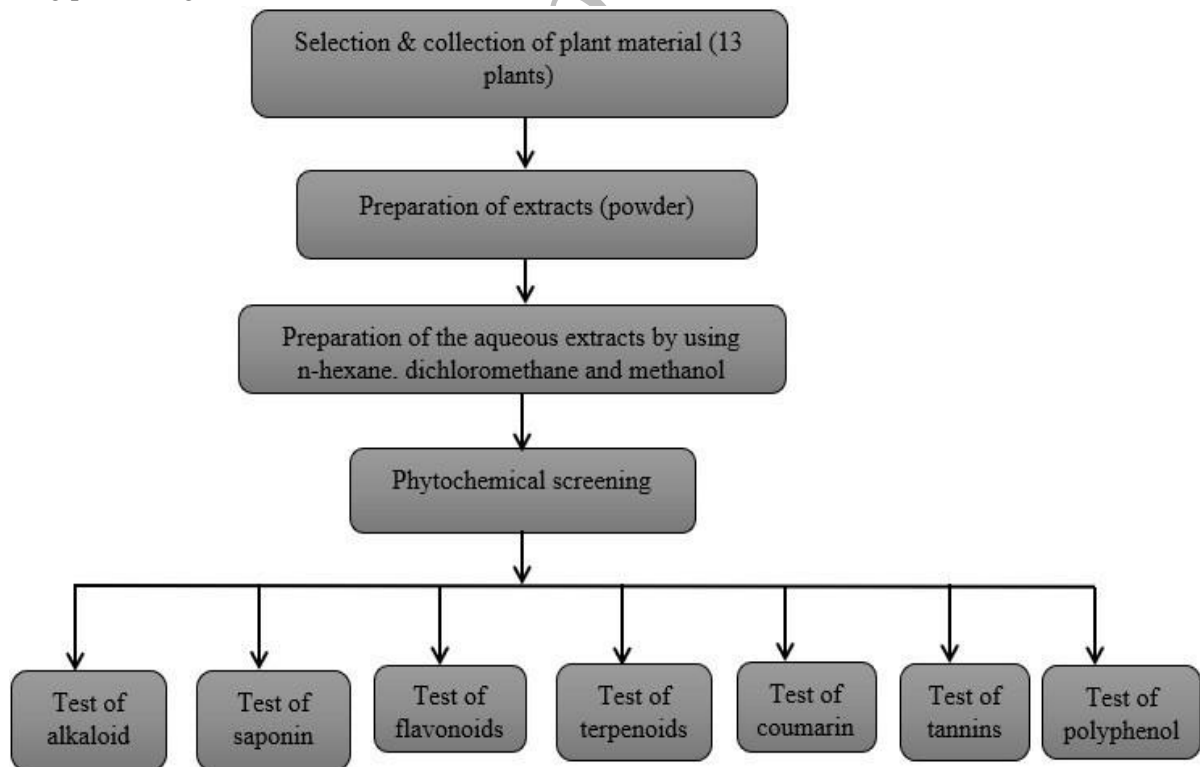 Selection & collection of plant material (13
plants)
Preparation of extracts (powder)
Preparation of the aqueous extracts by using
n-hexane. dichloromethane and methanol
Phytochemical screening
Test of
alkaloid
Test of
saponin
Test of
flavonoids
Test of
terpenoids
Test of
coumarin
Test of
tannins
Test of
polyphenol